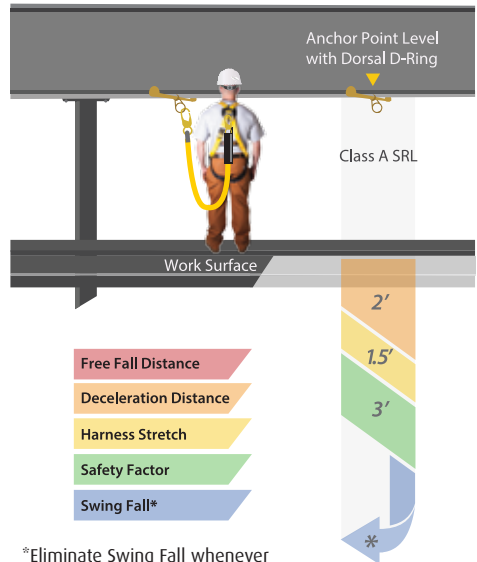 Anchor Point Level
with Dorsal D-Ring
Class A SRL
Work Surface
2'
1.5'
3'
Free Fall Distance
Deceleration Distance
Harness Stretch
Safety Factor
Swing Fall*
*
*Eliminate Swing Fall whenever